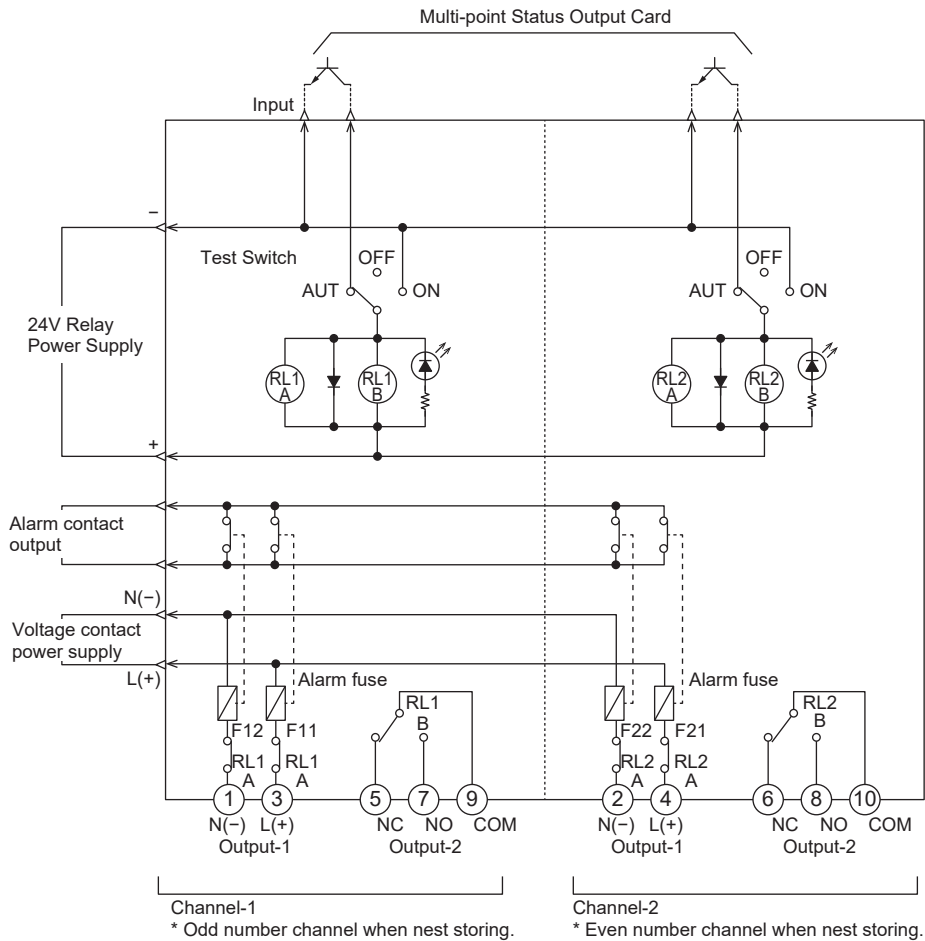 Multi-point Status Output Card
Input
−
Test Switch
OFF
OFF
AUT
ON
AUT
ON
24V Relay
Power Supply
RL1
A
RL1
B
RL2
A
RL2
B
+
Alarm contact
output
N(−)
Voltage contact
power supply
L(+)
Alarm fuse
Alarm fuse
RL1
B
RL2
B
F12
F11
F22
F21
RL1
A
RL1
A
RL2
A
RL2
A
1
3
5
7
9
2
4
6
8
10
N(−)
L(+)
NC
NO
COM
N(−)
L(+)
NC
NO
COM
Output-1
Output-2
Output-1
Output-2
Channel-1
* Odd number channel when nest storing.
Channel-2
* Even number channel when nest storing.